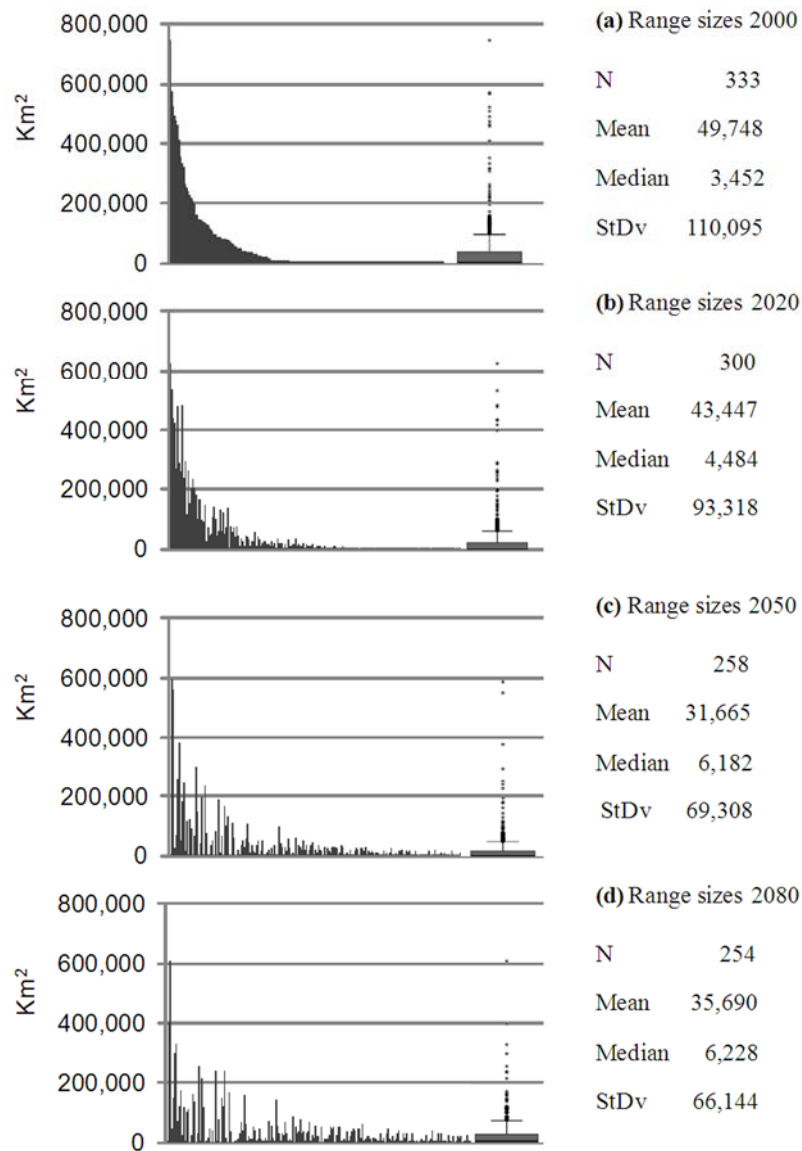 800,000
600,000
400,000
200,000
0
Km²
(a) Range sizes 2000
N 333
Mean 49,748
Median 3,452
StDv 110,095
800,000
600,000
400,000
200,000
0
Km²
(b) Range sizes 2020
N 300
Mean 43,447
Median 4,484
StDv 93,318
800,000
600,000
400,000
200,000
0
Km²
(c) Range sizes 2050
N 258
Mean 31,665
Median 6,182
StDv 69,308
800,000
600,000
400,000
200,000
0
Km²
(d) Range sizes 2080
N 254
Mean 35,690
Median 6,228
StDv 66,144